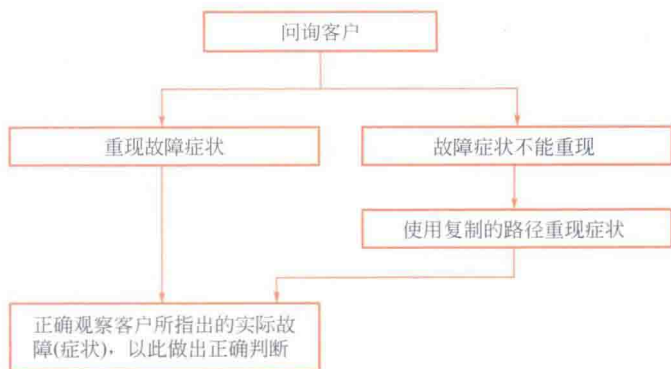 问询客户
重现故障症状
故障症状不能重现
使用复制的路径重现症状
正确观察客户所指出的实际故
障(症状), 以此做出正确判断